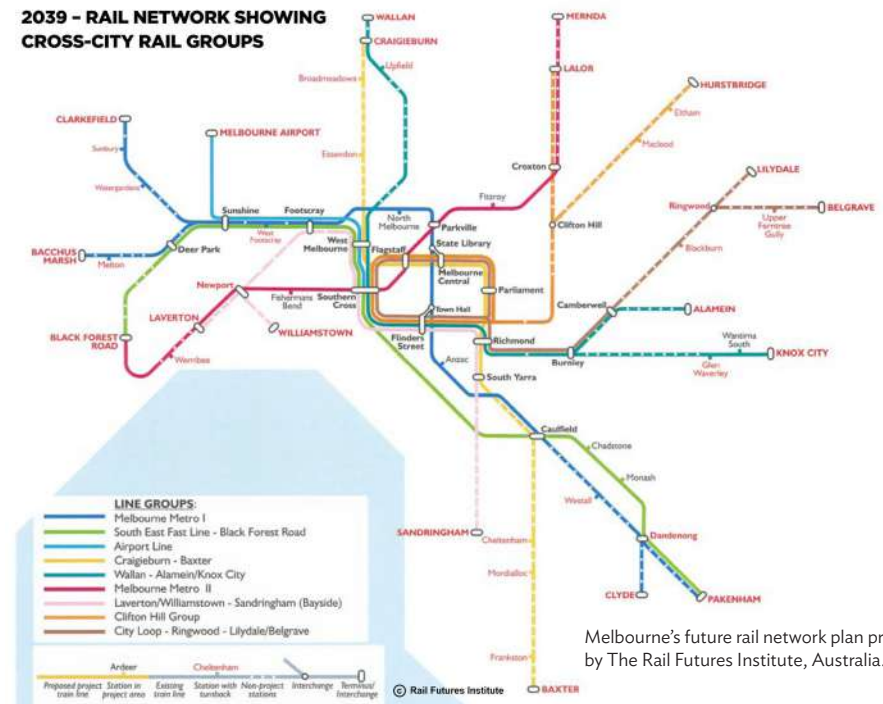 2039 – RAIL NETWORK SHOWING
CROSS-CITY RAIL GROUPS
WALLAN
CRAIGIEBURN
Upfield
Broadmeadows
Essendon
MERNDA
LALOR
HURSTBRIDGE
Eltham
Macleod
CLARKEFIELD
Sunbury
Watergardens
MELBOURNE AIRPORT
Croxton
LILYDALE
Ringwood
BELGRAVE
Upper
Ferntree
Gully
Blackburn
Fitzroy
Sunshine
Footscray
West
Footscray
North
Melbourne
Parkville
State Library
Clifton Hill
West
Melbourne
Flagstaff
Melbourne
Central
Deer Park
BACCHUS
MARSH
Melton
Newport
Fishermans
Bend
Southern
Cross
Parliament
Camberwell
ALAMEIN
Town Hall
LAVERTON
WILLIAMSTOWN
Flinders
Street
Richmond
Wantirna
South
KNOX CITY
BLACK FOREST
ROAD
Werribee
Anzac
Burnley
Glen
Waverley
South Yarra
Caulfield
Chadstone
Monash
Westall
LINE GROUPS:
Melbourne Metro I
South East Fast Line - Black Forest Road
Airport Line
Craigieburn - Baxter
Wallan - Alamein/Knox City
Melbourne Metro II
Laverton/Williamstown - Sandringham (Bayside)
Clifton Hill Group
City Loop - Ringwood - Lilydale/Belgrave
SANDRINGHAM
Cheltenham
Mordialloc
Dandenong
CLYDE
PAKENHAM
Frankston
BAXTER
Melbourne's future rail network plan pr
by The Rail Futures Institute, Australia.
Ardeer
Cheltenham
Proposed project
train line
Station in
project area
Existing
train line
Station with
turnback
Non-project
stations
Interchange
Terminus/
Interchange
© Rail Futures Institute